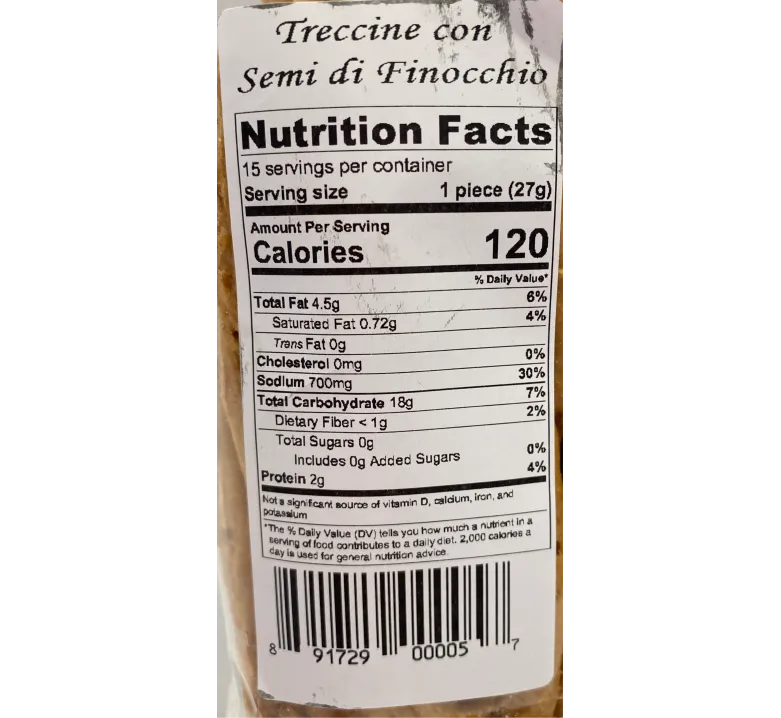 Treccine con
Semi di Finocchio
Nutrition Facts
15 servings per container
Serving size 1 piece (27g)
Amount Per Serving
Calories 120
% Daily Value*
Total Fat 4.5g 6%
Saturated Fat 0.72g 4%
Trans Fat 0g
Cholesterol 0mg 0%
Sodium 700mg 30%
Total Carbohydrate 18g 7%
Dietary Fiber < 1g 2%
Total Sugars 0g
Includes 0g Added Sugars 0%
Protein 2g 4%
Not a significant source of vitamin D, calcium, iron, and
potassium
*The % Daily Value (DV) tells you how much a nutrient in a
serving of food contributes to a daily diet. 2,000 calories a
day is used for general nutrition advice.
8 91729 00005 7